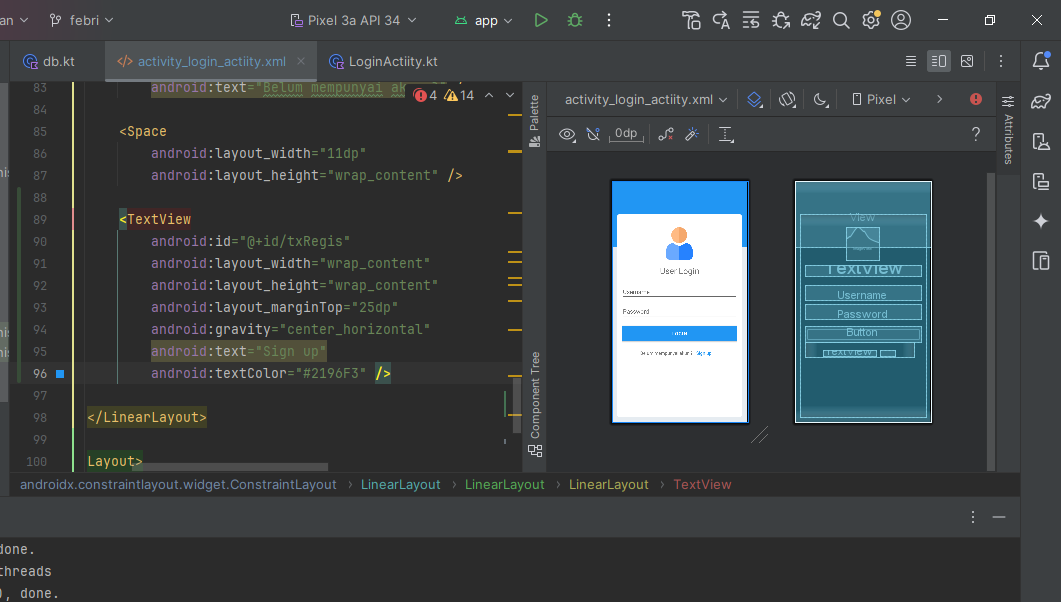 an febri Pixel 3a API 34 app
db.kt activity_login_actiity.xml LoginActiity.kt
83 android:text="Belum mempunyai ak 4 14
84
85 <Space
86 android:layout_width="11dp"
87 android:layout_height="wrap_content" />
88
89 <TextView
90 android:id="@+id/txRegis"
91 android:layout_width="wrap_content"
92 android:layout_height="wrap_content"
93 android:layout_marginTop="25dp"
94 android:gravity="center_horizontal"
95 android:text="Sign up"
96 android:textColor="#2196F3" />
97
98 </LinearLayout>
99
100 Layout>
Palette
Component Tree
activity_login_actiity.xml Pixel
0dp ?
Attributes
User Login
Username
Password
Sign up
View
TextView
Username
Password
Button
TextView
androidx.constraintlayout.widget.ConstraintLayout › LinearLayout › LinearLayout › LinearLayout › TextView
done.
threads
, done.